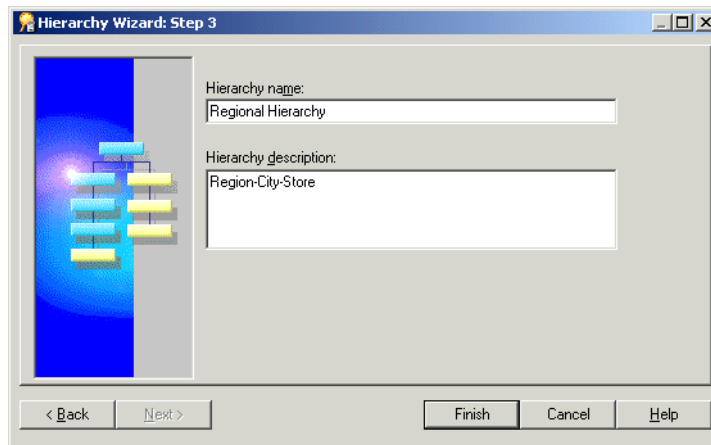 Hierarchy Wizard: Step 3
Hierarchy name:
Regional Hierarchy
Hierarchy description:
Region-City-Store
< Back
Next >
Finish
Cancel
Help